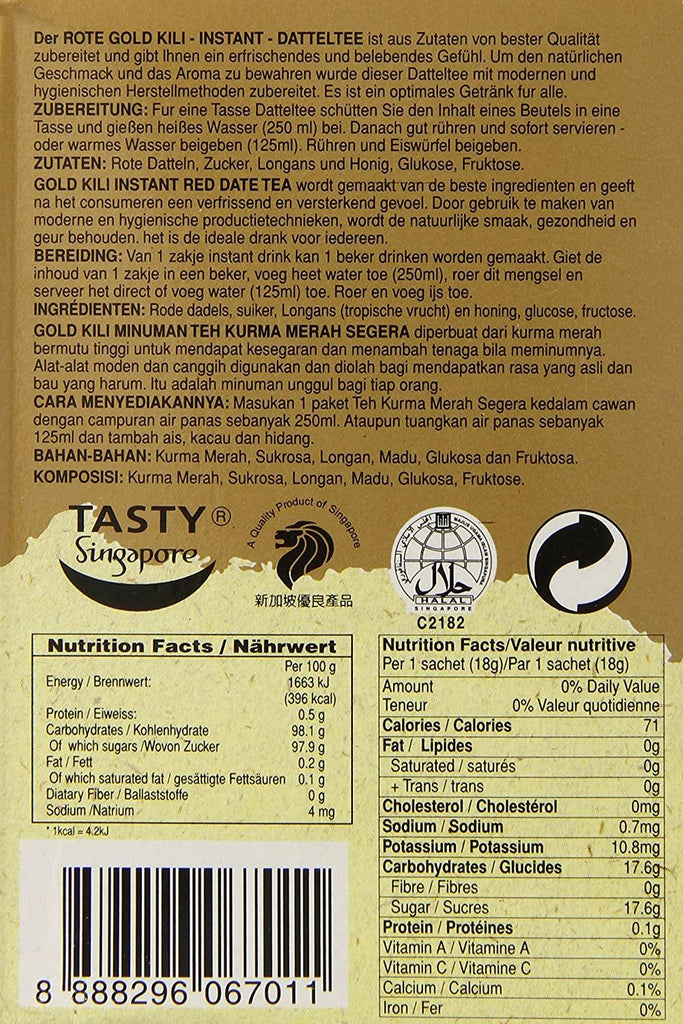 Der ROTE GOLD KILI - INSTANT - DATTELTEE ist aus Zutaten von bester Qualität
zubereitet und gibt Ihnen ein erfrischendes und belebendes Gefühl. Um den natürlichen
Geschmack und das Aroma zu bewahren wurde dieser Datteltee mit modernen und
hygienischen Herstellmethoden zubereitet. Es ist ein optimales Getränk fur alle.
ZUBEREITUNG: Fur eine Tasse Datteltee schütten Sie den Inhalt eines Beutels in eine
Tasse und gießen heißes Wasser (250 ml) bei. Danach gut rühren und sofort servieren -
oder warmes Wasser beigeben (125ml). Rühren und Eiswürfel beigeben.
ZUTATEN: Rote Datteln, Zucker, Longans und Honig, Glukose, Fruktose.
GOLD KILI INSTANT RED DATE TEA wordt gemaakt van de beste ingredienten en geeft
na het consumeren een verfrissend en versterkend gevoel. Door gebruik te maken van
moderne en hygienische productietechnieken, wordt de natuurlijke smaak, gezondheid en
geur behouden. het is de ideale drank voor iedereen.
BEREIDING: Van 1 zakje instant drink kan 1 beker drinken worden gemaakt. Giet de
inhoud van 1 zakje in een beker, voeg heet water toe (250ml), roer dit mengsel en
serveer het direct of voeg water (125ml) toe. Roer en voeg ijs toe.
INGRÉDIENTEN: Rode dadels, suiker, Longans (tropische vrucht) en honing, glucose, fructose.
GOLD KILI MINUMAN TEH KURMA MERAH SEGERA diperbuat dari kurma merah
bermutu tinggi untuk mendapat kesegaran dan menambah tenaga bila meminumnya.
Alat-alat moden dan canggih digunakan dan diolah bagi mendapatkan rasa yang asli dan
bau yang harum. Itu adalah minuman unggul bagi tiap orang.
CARA MENYEDIAKANNYA: Masukan 1 paket Teh Kurma Merah Segera kedalam cawan
dengan campuran air panas sebanyak 250ml. Ataupun tuangkan air panas sebanyak
125ml dan tambah ais, kacau dan hidang.
BAHAN-BAHAN: Kurma Merah, Sukrosa, Longan, Madu, Glukosa dan Fruktosa.
KOMPOSISI: Kurma Merah, Sukrosa, Longan, Madu, Glukosa, Fruktose.
TASTY ®
Singapore
A Quality Product of Singapore
新加坡優良產品
حلال
HALAL
SINGAPORE
C2182
Nutrition Facts / Nährwert
Per 100 g
Energy / Brennwert: 1663 kJ
(396 kcal)
Protein / Eiweiss: 0.5 g
Carbohydrates / Kohlenhydrate 98.1 g
Of which sugars /Wovon Zucker 97.9 g
Fat / Fett 0.2 g
Of which saturated fat / gesättigte Fettsäuren 0.1 g
Diatary Fiber / Ballaststoffe 0 g
Sodium /Natrium 4 mg
* 1kcal = 4.2kJ
8 888296 067011
Nutrition Facts/Valeur nutritive
Per 1 sachet (18g)/Par 1 sachet (18g)
Amount 0% Daily Value
Teneur 0% Valeur quotidienne
Calories / Calories 71
Fat / Lipides 0g
Saturated / saturés 0g
+ Trans / trans 0g
Cholesterol / Cholestérol 0mg
Sodium / Sodium 0.7mg
Potassium / Potassium 10.8mg
Carbohydrates / Glucides 17.6g
Fibre / Fibres 0g
Sugar / Sucres 17.6g
Protein / Protéines 0.1g
Vitamin A / Vitamine A 0%
Vitamin C / Vitamine C 0%
Calcium / Calcium 0.1%
Iron / Fer 0%